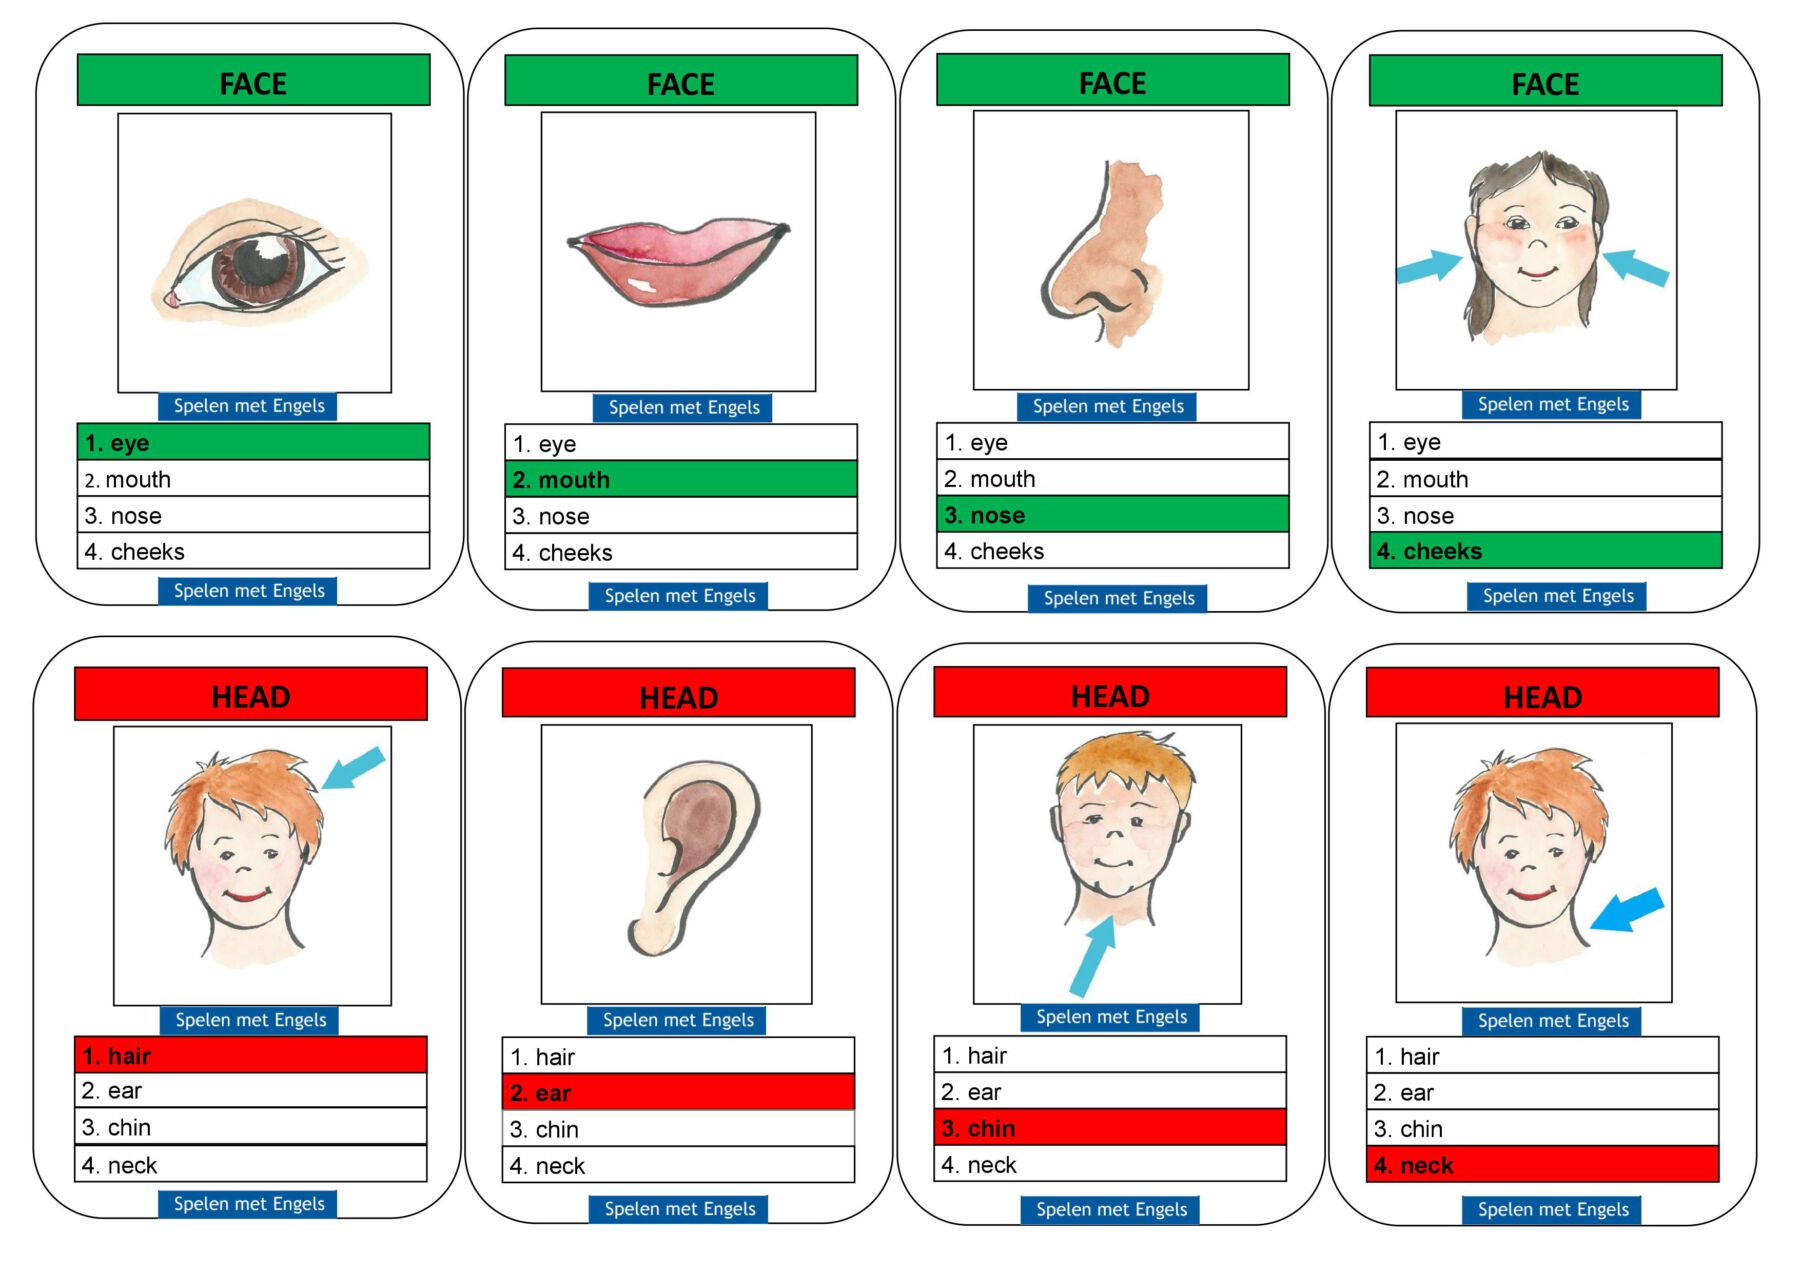 FACE
Spelen met Engels
1. eye
2. mouth
3. nose
4. cheeks
Spelen met Engels
FACE
Spelen met Engels
1. eye
2. mouth
3. nose
4. cheeks
Spelen met Engels
FACE
Spelen met Engels
1. eye
2. mouth
3. nose
4. cheeks
Spelen met Engels
FACE
Spelen met Engels
1. eye
2. mouth
3. nose
4. cheeks
Spelen met Engels
HEAD
Spelen met Engels
1. hair
2. ear
3. chin
4. neck
Spelen met Engels
HEAD
Spelen met Engels
1. hair
2. ear
3. chin
4. neck
Spelen met Engels
HEAD
Spelen met Engels
1. hair
2. ear
3. chin
4. neck
Spelen met Engels
HEAD
Spelen met Engels
1. hair
2. ear
3. chin
4. neck
Spelen met Engels